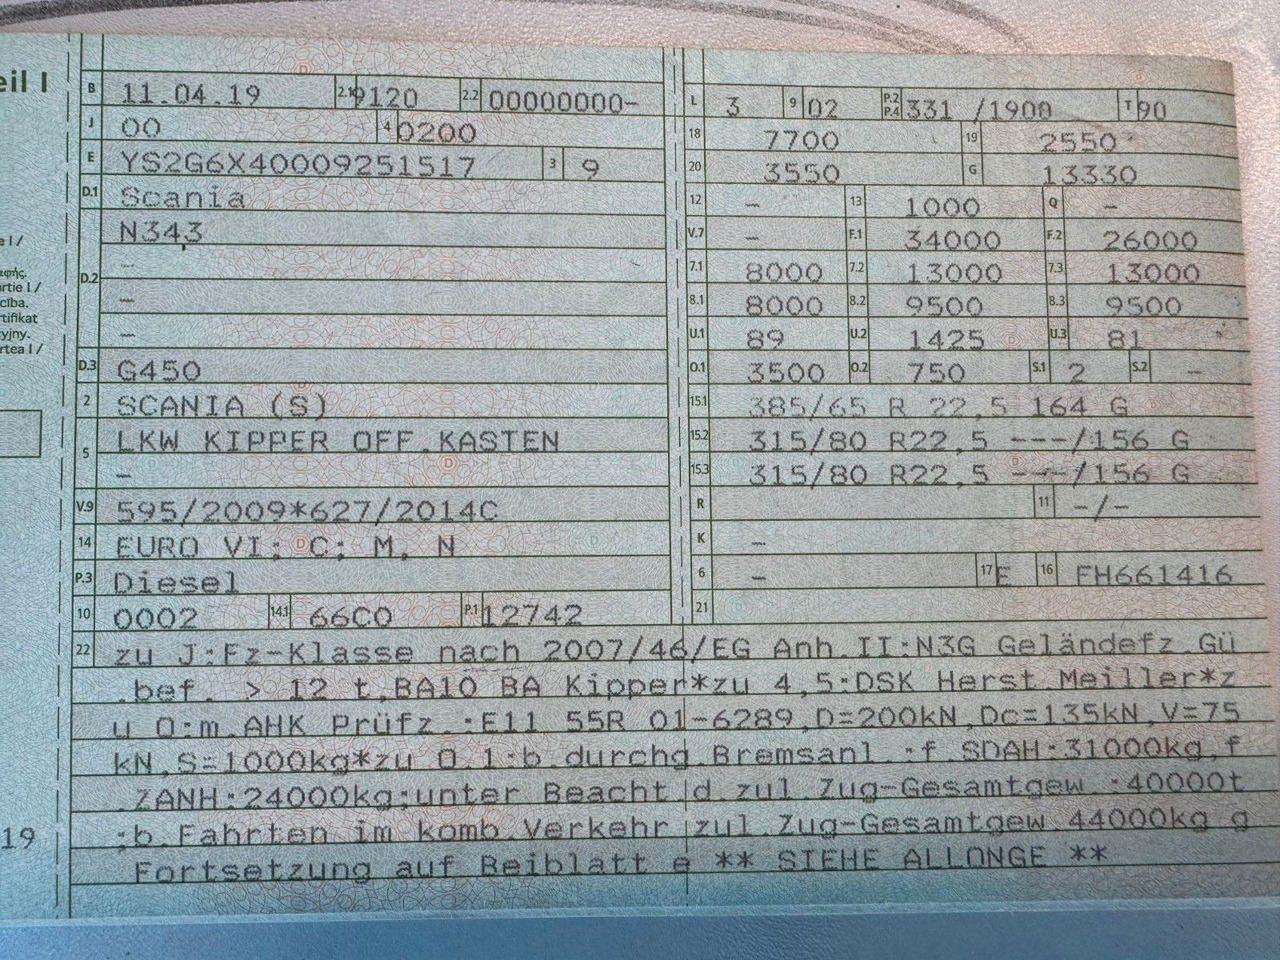 eil I
B 11.04.19 2.1 9120 2.2 00000000-
J 00 4 0200
E YS2G6X40009251517 3 9
D.1 Scania
D.2 N343
–
–
–
D.3 G450
2 SCANIA (S)
5 LKW KIPPER OFF.KASTEN
–
V.9 595/2009*627/2014C
14 EURO VI; C; M, N
P.3 Diesel
10 0002 14.1 66C0 P.1 12742
L 3 9 02 P.2 P.4 331 /1900 T 90
18 7700 19 2550
20 3550 G 13330
12 – 13 1000 Q –
V.7 – F.1 34000 F.2 26000
7.1 8000 7.2 13000 7.3 13000
8.1 8000 8.2 9500 8.3 9500
U.1 89 U.2 1425 U.3 81
O.1 3500 O.2 750 S.1 2 S.2 –
15.1 385/65 R 22,5 164 G
15.2 315/80 R22,5 ---/156 G
15.3 315/80 R22,5 ---/156 G
R 11 -/-
K –
6 – 17 E 16 FH661416
21
22 zu J:Fz-Klasse nach 2007/46/EG Anh.II:N3G Geländefz.Gü
.bef. > 12 t,BA10 BA Kipper*zu 4,5:DSK Herst.Meiller*z
u O:m.AHK Prüfz.:E11 55R 01-6289,D=200kN,Dc=135kN,V=75
kN,S=1000kg*zu O.1:b.durchg.Bremsanl.:f.SDAH:31000kg,f
.ZANH:24000kg;unter Beacht.d.zul.Zug-Gesamtgew.:40000t
;b.Fahrten im komb.Verkehr zul.Zug-Gesamtgew.44000kg g
Fortsetzung auf Beiblatt e ** SIEHE ALLONGE **
e I /
αφής.
rtie I /
cība.
rtifikat
cyjny.
rtea I /
19